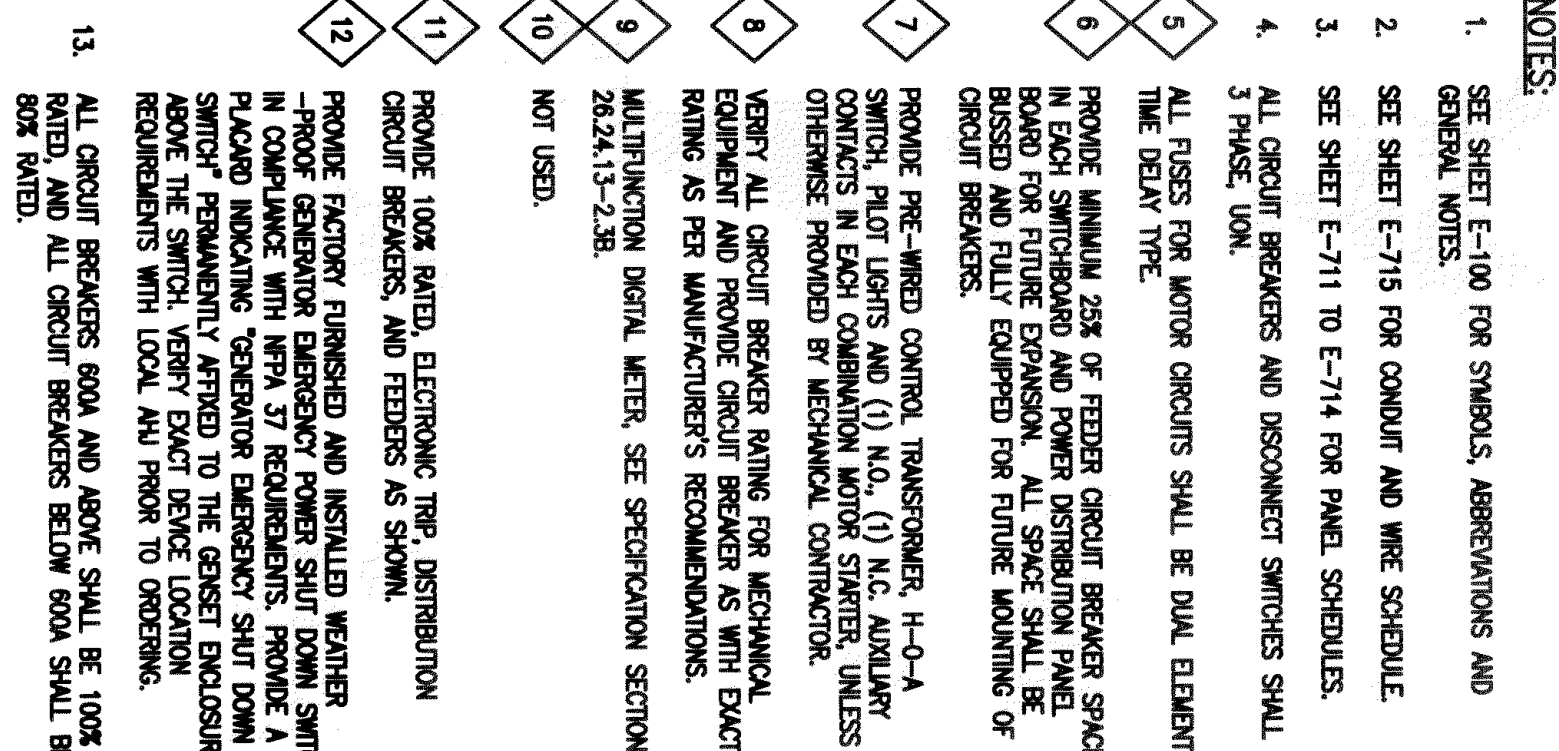 NOTES:
1. SEE SHEET E-100 FOR SYMBOLS, ABBREVIATIONS AND
GENERAL NOTES.
2. SEE SHEET E-715 FOR CONDUIT AND WIRE SCHEDULE.
3. SEE SHEET E-711 TO E-714 FOR PANEL SCHEDULES.
4. ALL CIRCUIT BREAKERS AND DISCONNECT SWITCHES SHALL
3 PHASE, UON.
5 ALL FUSES FOR MOTOR CIRCUITS SHALL BE DUAL ELEMENT
TIME DELAY TYPE.
6 PROVIDE MINIMUM 25% OF FEEDER CIRCUIT BREAKER SPAC
IN EACH SWITCHBOARD AND POWER DISTRIBUTION PANEL
BOARD FOR FUTURE EXPANSION. ALL SPACE SHALL BE
BUSSED AND FULLY EQUIPPED FOR FUTURE MOUNTING OF
CIRCUIT BREAKERS.
7 PROVIDE PRE-WIRED CONTROL TRANSFORMER, H-O-A
SWITCH, PILOT LIGHTS AND (1) N.O., (1) N.C. AUXILIARY
CONTACTS IN EACH COMBINATION MOTOR STARTER, UNLESS
OTHERWISE PROVIDED BY MECHANICAL CONTRACTOR.
8 VERIFY ALL CIRCUIT BREAKER RATING FOR MECHANICAL
EQUIPMENT AND PROVIDE CIRCUIT BREAKER AS WITH EXACT
RATING AS PER MANUFACTURER'S RECOMMENDATIONS.
9 MULTIFUNCTION DIGITAL METER, SEE SPECIFICATION SECTION
26.24.13-2.3B.
10 NOT USED.
11 PROVIDE 100% RATED, ELECTRONIC TRIP, DISTRIBUTION
CIRCUIT BREAKERS, AND FEEDERS AS SHOWN.
12 PROVIDE FACTORY FURNISHED AND INSTALLED WEATHER
-PROOF GENERATOR EMERGENCY POWER SHUT DOWN SWIT
IN COMPLIANCE WITH NFPA 37 REQUIREMENTS. PROVIDE A
PLACARD INDICATING "GENERATOR EMERGENCY SHUT DOWN
SWITCH" PERMANENTLY AFFIXED TO THE GENSET ENCLOSUR
ABOVE THE SWITCH. VERIFY EXACT DEVICE LOCATION
REQUIREMENTS WITH LOCAL AHJ PRIOR TO ORDERING.
13. ALL CIRCUIT BREAKERS 600A AND ABOVE SHALL BE 100%
RATED, AND ALL CIRCUIT BREAKERS BELOW 600A SHALL B
80% RATED.